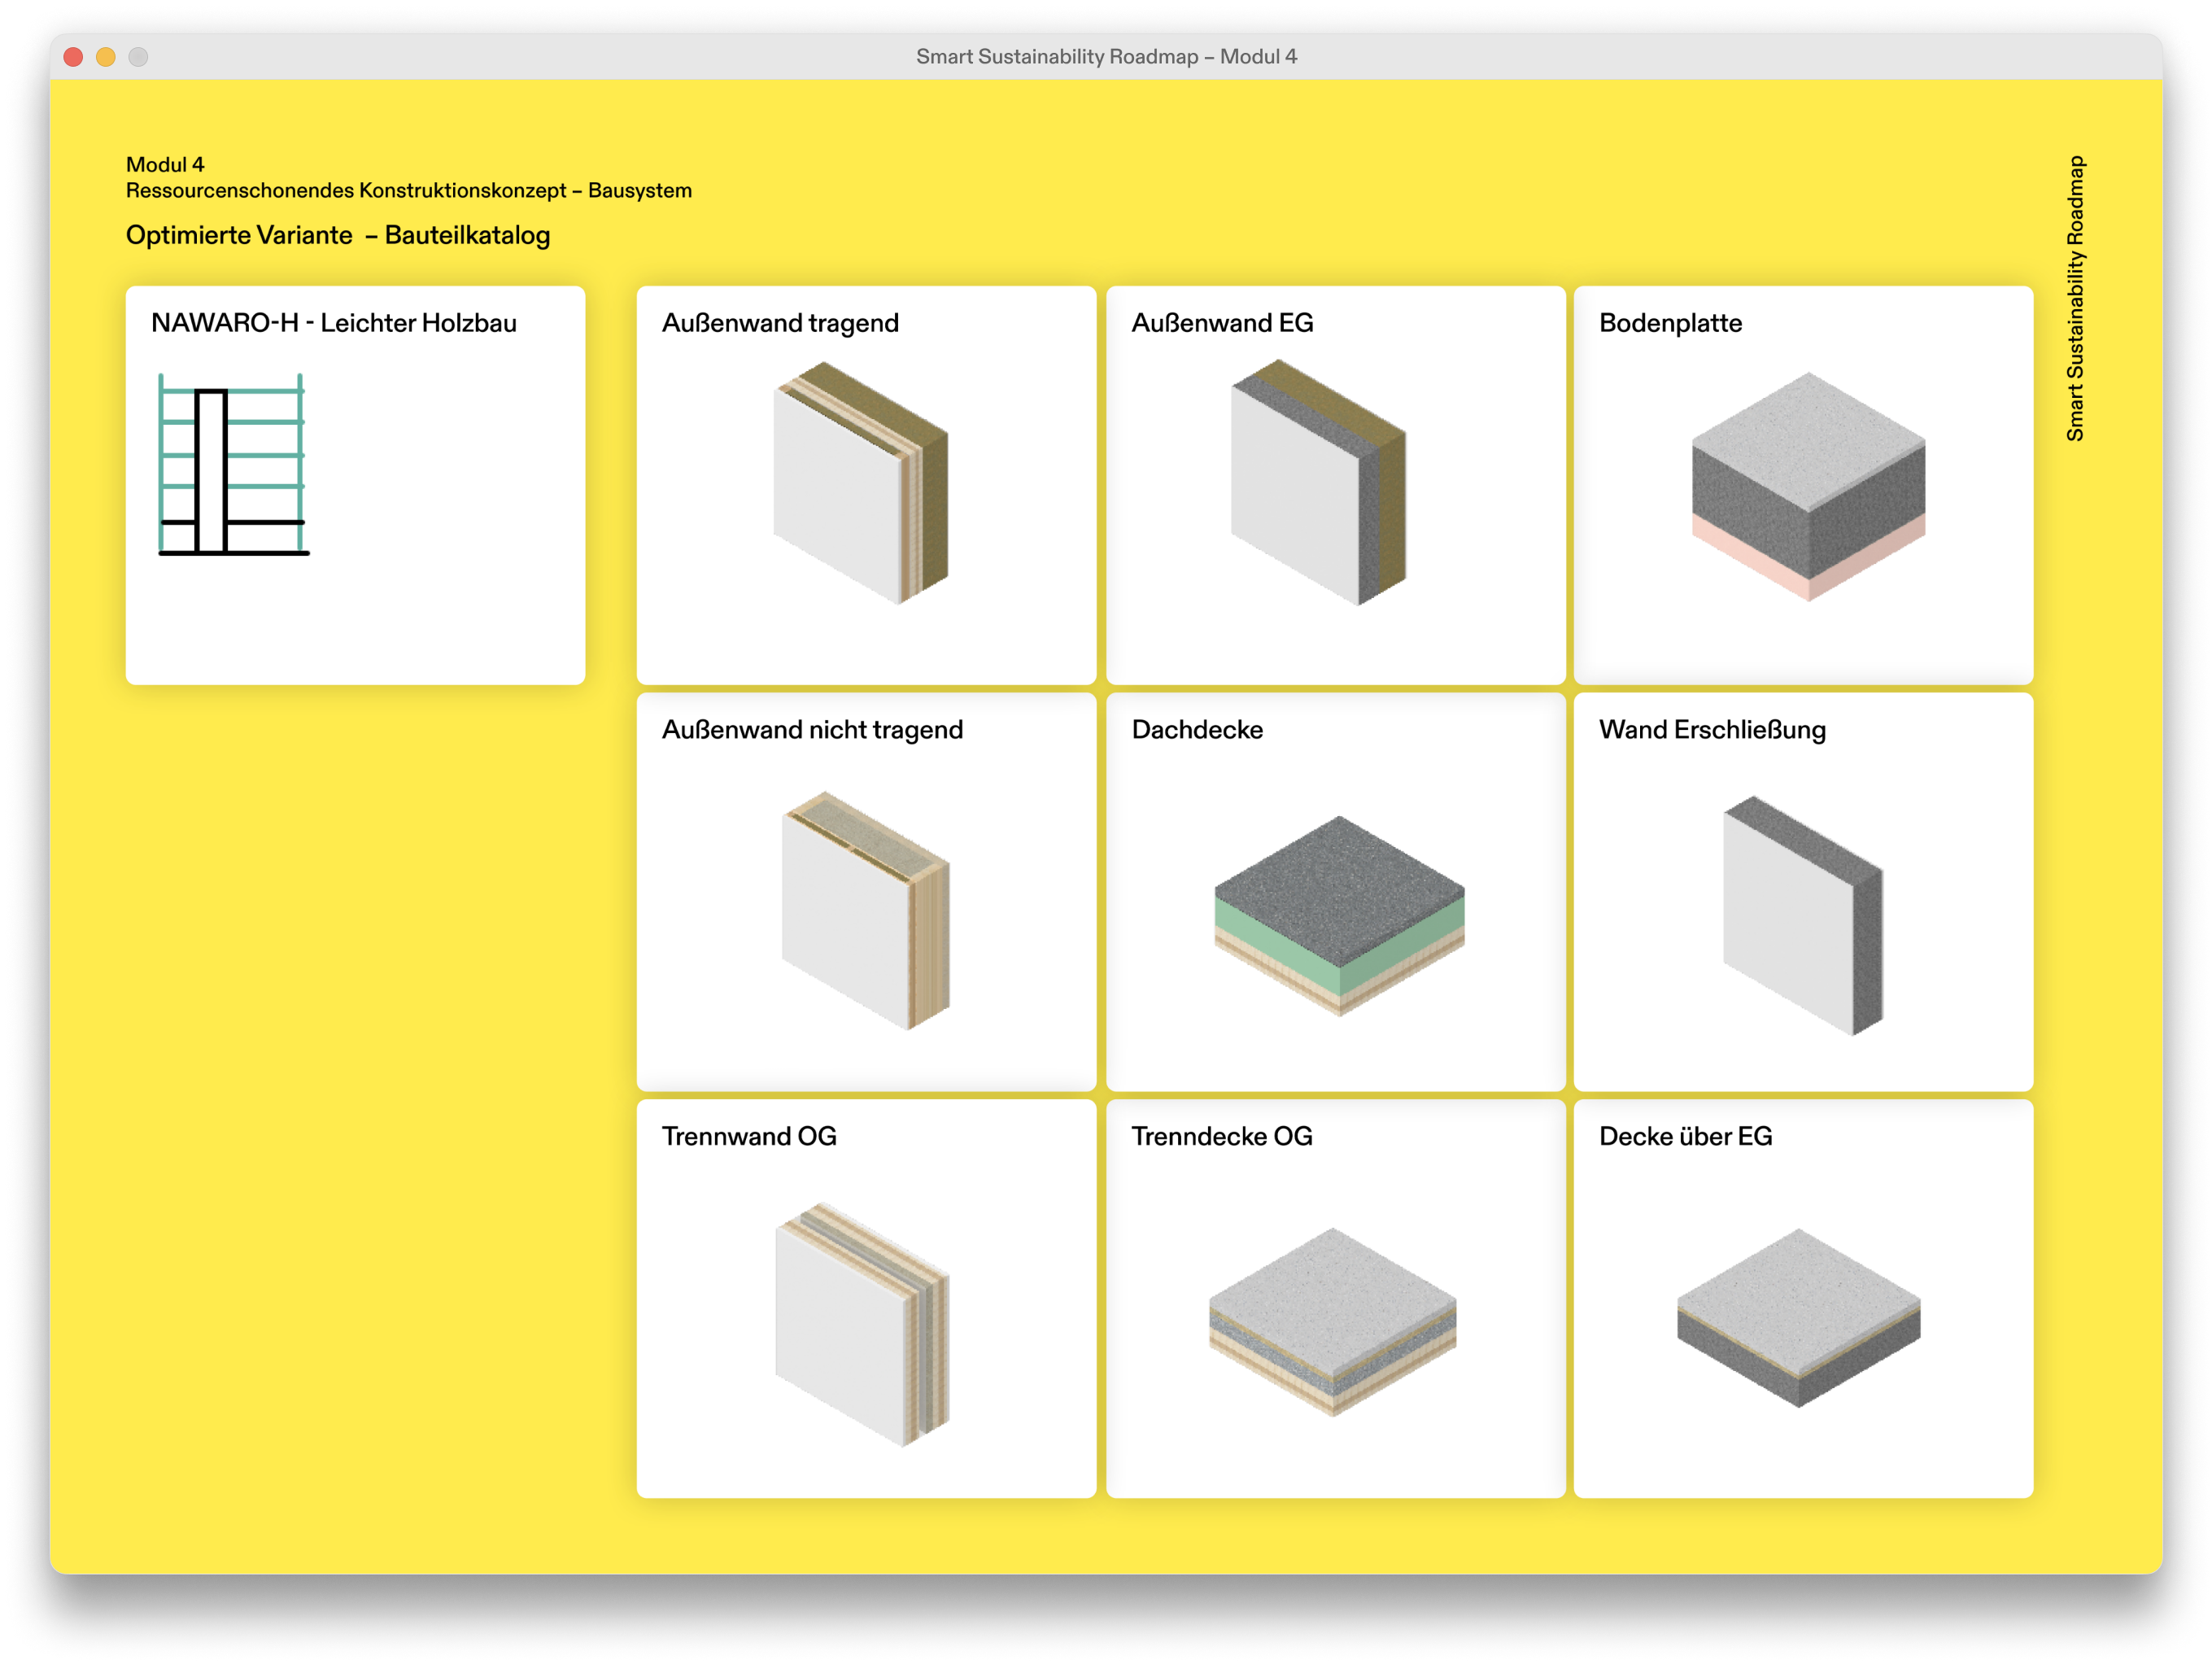 Smart Sustainability Roadmap – Modul 4
Modul 4
Ressourcenschonendes Konstruktionskonzept – Bausystem
Optimierte Variante – Bauteilkatalog
Smart Sustainability Roadmap
NAWARO-H - Leichter Holzbau
Außenwand tragend
Außenwand EG
Bodenplatte
Außenwand nicht tragend
Dachdecke
Wand Erschließung
Trennwand OG
Trenndecke OG
Decke über EG